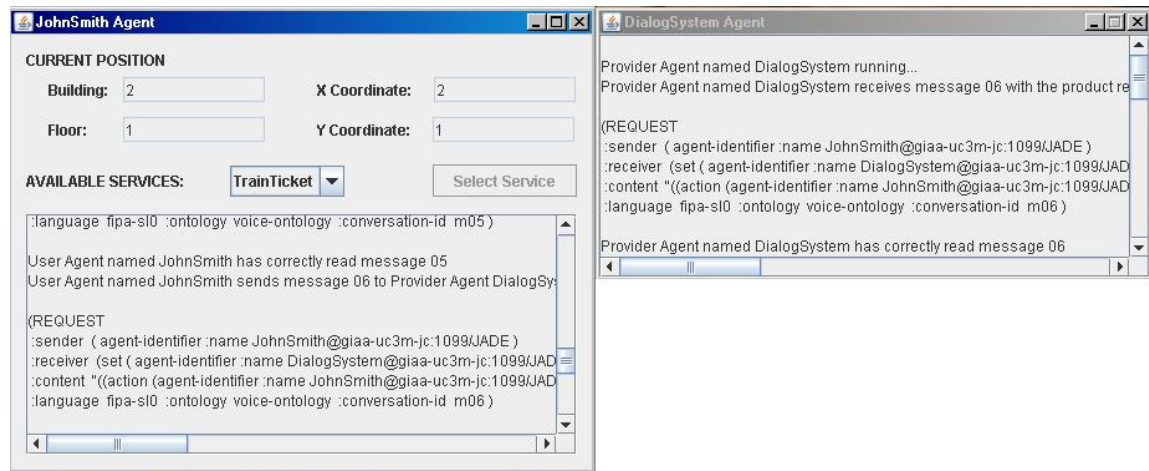 JohnSmith Agent
CURRENT POSITION
Building: 2 X Coordinate: 2
Floor: 1 Y Coordinate: 1
AVAILABLE SERVICES: TrainTicket Select Service
:language fipa-sl0 :ontology voice-ontology :conversation-id m05 )
User Agent named JohnSmith has correctly read message 05
User Agent named JohnSmith sends message 06 to Provider Agent DialogSy
(REQUEST
:sender ( agent-identifier :name JohnSmith@giaa-uc3m-jc:1099/JADE )
:receiver (set ( agent-identifier :name DialogSystem@giaa-uc3m-jc:1099/JAD
:content "((action (agent-identifier :name JohnSmith@giaa-uc3m-jc:1099/JAD
:language fipa-sl0 :ontology voice-ontology :conversation-id m06 )
DialogSystem Agent
Provider Agent named DialogSystem running...
Provider Agent named DialogSystem receives message 06 with the product re
(REQUEST
:sender ( agent-identifier :name JohnSmith@giaa-uc3m-jc:1099/JADE )
:receiver (set ( agent-identifier :name DialogSystem@giaa-uc3m-jc:1099/JAD
:content "((action (agent-identifier :name JohnSmith@giaa-uc3m-jc:1099/JAD
:language fipa-sl0 :ontology voice-ontology :conversation-id m06 )
Provider Agent named DialogSystem has correctly read message 06